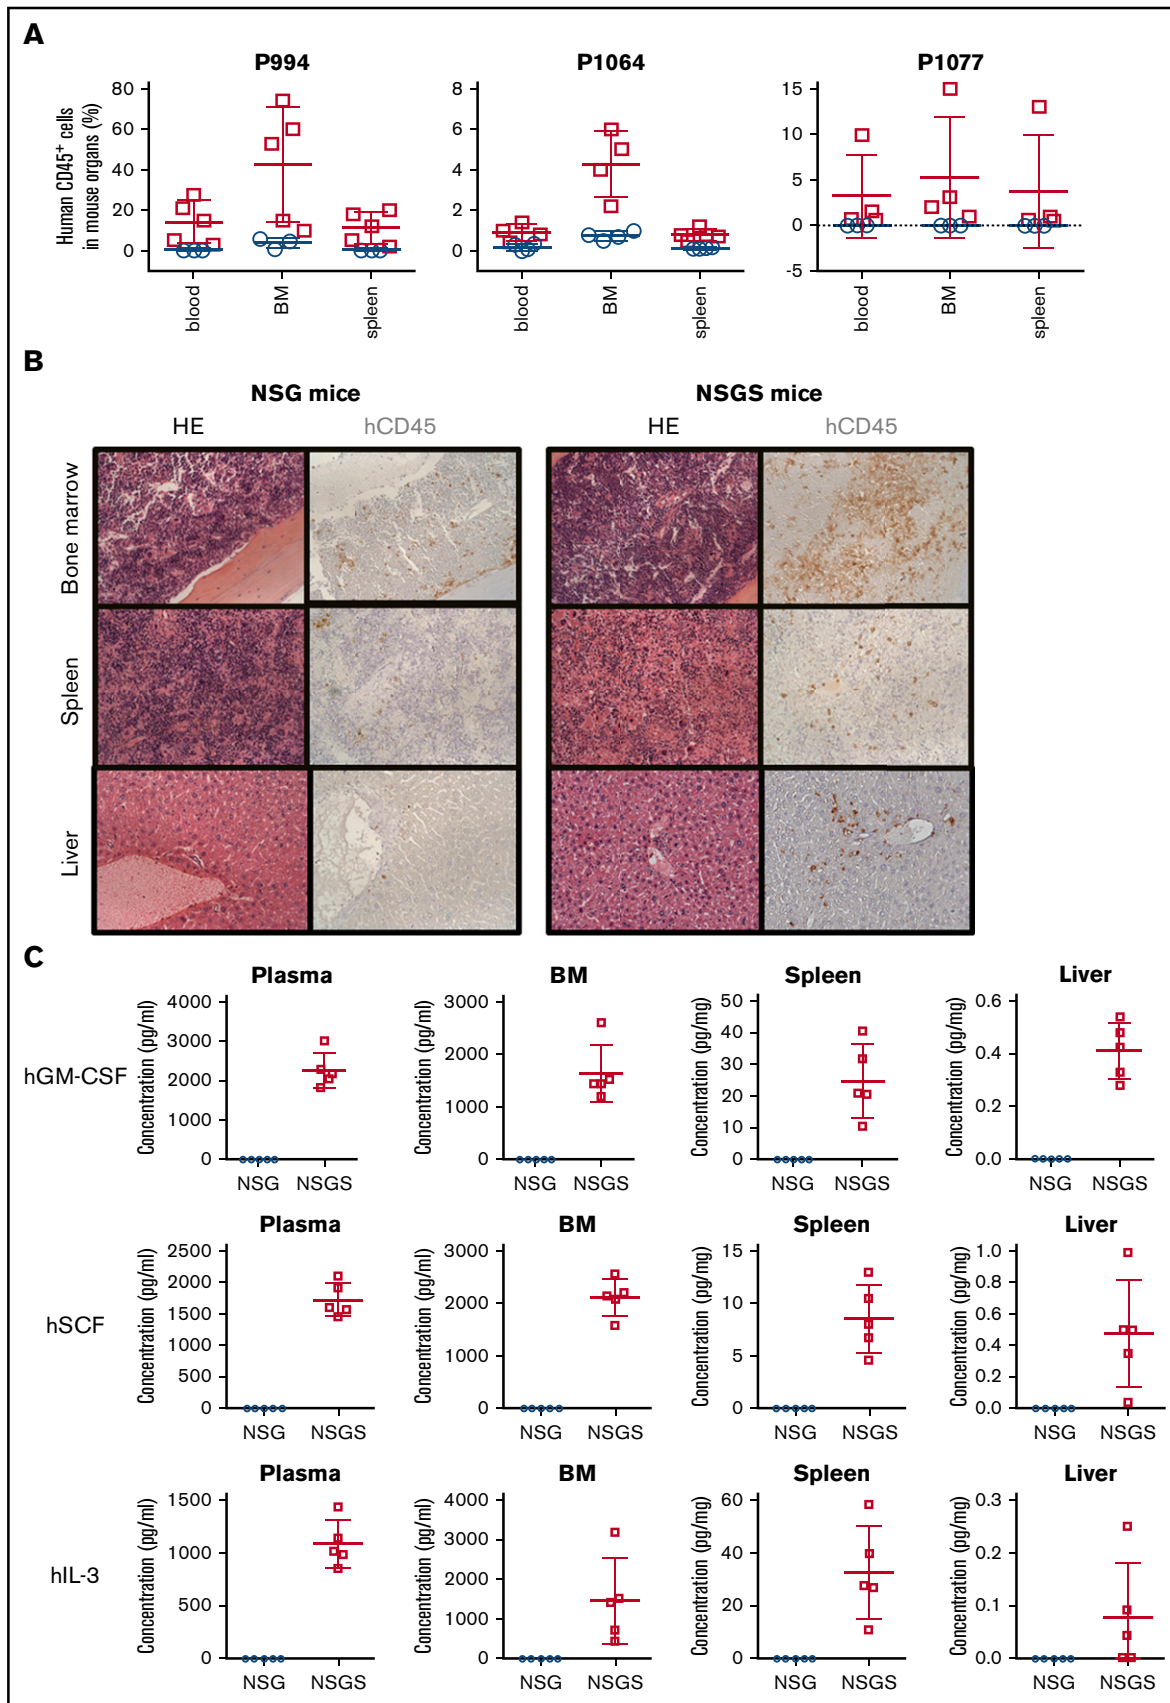 A
P994
P1064
P1077
Human CD45+ cells
in mouse organs (%)
80
60
40
20
0
8
6
4
2
0
15
10
5
0
-5
blood
BM
spleen
blood
BM
spleen
blood
BM
spleen
B
NSG mice
NSGS mice
HE
hCD45
HE
hCD45
Bone marrow
Spleen
Liver
C
hGM-CSF
Plasma
Concentration (pg/ml)
4000
3000
2000
1000
0
NSG
NSGS
BM
Concentration (pg/ml)
3000
2000
1000
0
NSG
NSGS
Spleen
Concentration (pg/mg)
50
40
30
20
10
0
NSG
NSGS
Liver
Concentration (pg/mg)
0.6
0.4
0.2
0.0
NSG
NSGS
hSCF
Plasma
Concentration (pg/ml)
2500
2000
1500
1000
500
0
NSG
NSGS
BM
Concentration (pg/ml)
3000
2000
1000
0
NSG
NSGS
Spleen
Concentration (pg/mg)
15
10
5
0
NSG
NSGS
Liver
Concentration (pg/mg)
1.0
0.8
0.6
0.4
0.2
0.0
NSG
NSGS
hIL-3
Plasma
Concentration (pg/ml)
1500
1000
500
0
NSG
NSGS
BM
Concentration (pg/ml)
4000
3000
2000
1000
0
NSG
NSGS
Spleen
Concentration (pg/mg)
60
40
20
0
NSG
NSGS
Liver
Concentration (pg/mg)
0.3
0.2
0.1
0.0
NSG
NSGS